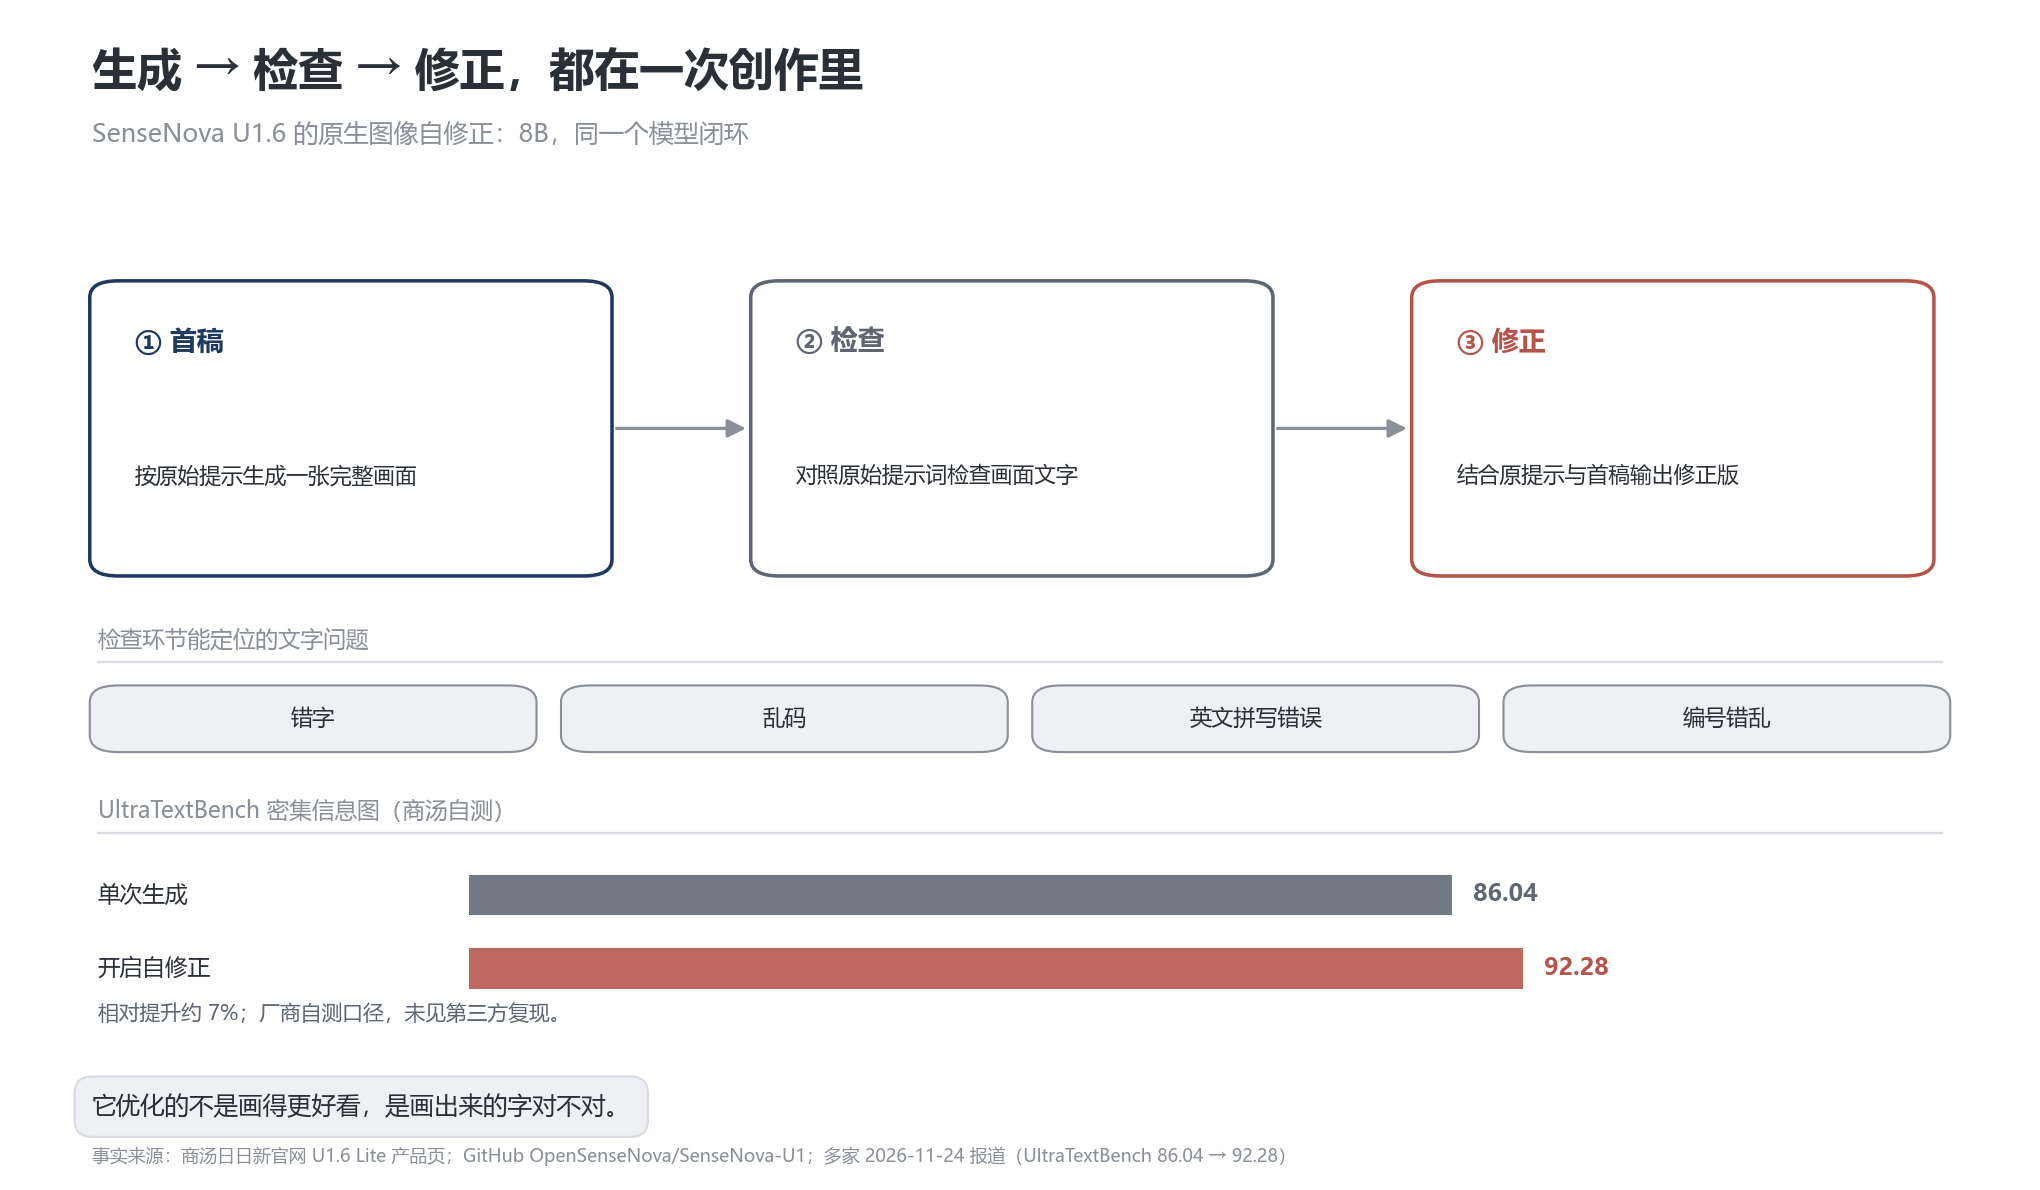 生成 → 检查 → 修正，都在一次创作里
SenseNova U1.6 的原生图像自修正：8B，同一个模型闭环
① 首稿
按原始提示生成一张完整画面
② 检查
对照原始提示词检查画面文字
③ 修正
结合原提示与首稿输出修正版
检查环节能定位的文字问题
错字
乱码
英文拼写错误
编号错乱
UltraTextBench 密集信息图（商汤自测）
单次生成
86.04
开启自修正
92.28
相对提升约 7%；厂商自测口径，未见第三方复现。
它优化的不是画得更好看，是画出来的字对不对。
事实来源：商汤日日新官网 U1.6 Lite 产品页；GitHub OpenSenseNova/SenseNova-U1；多家 2026-11-24 报道（UltraTextBench 86.04 → 92.28）